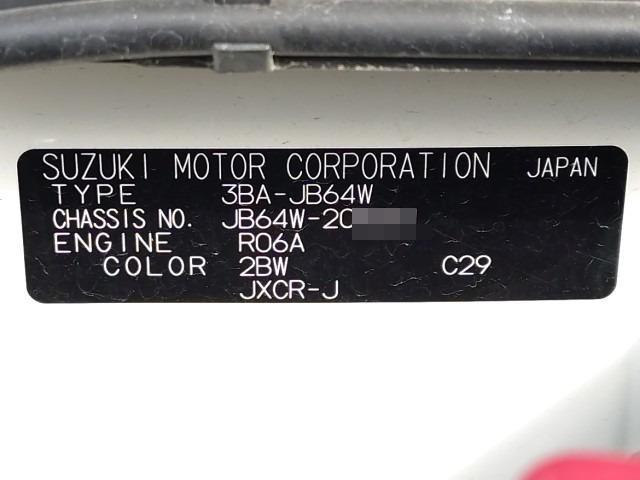 SUZUKI MOTOR CORPORATION JAPAN
TYPE 3BA-JB64W
CHASSIS NO. JB64W-20
ENGINE R06A
COLOR 2BW C29
JXCR-J